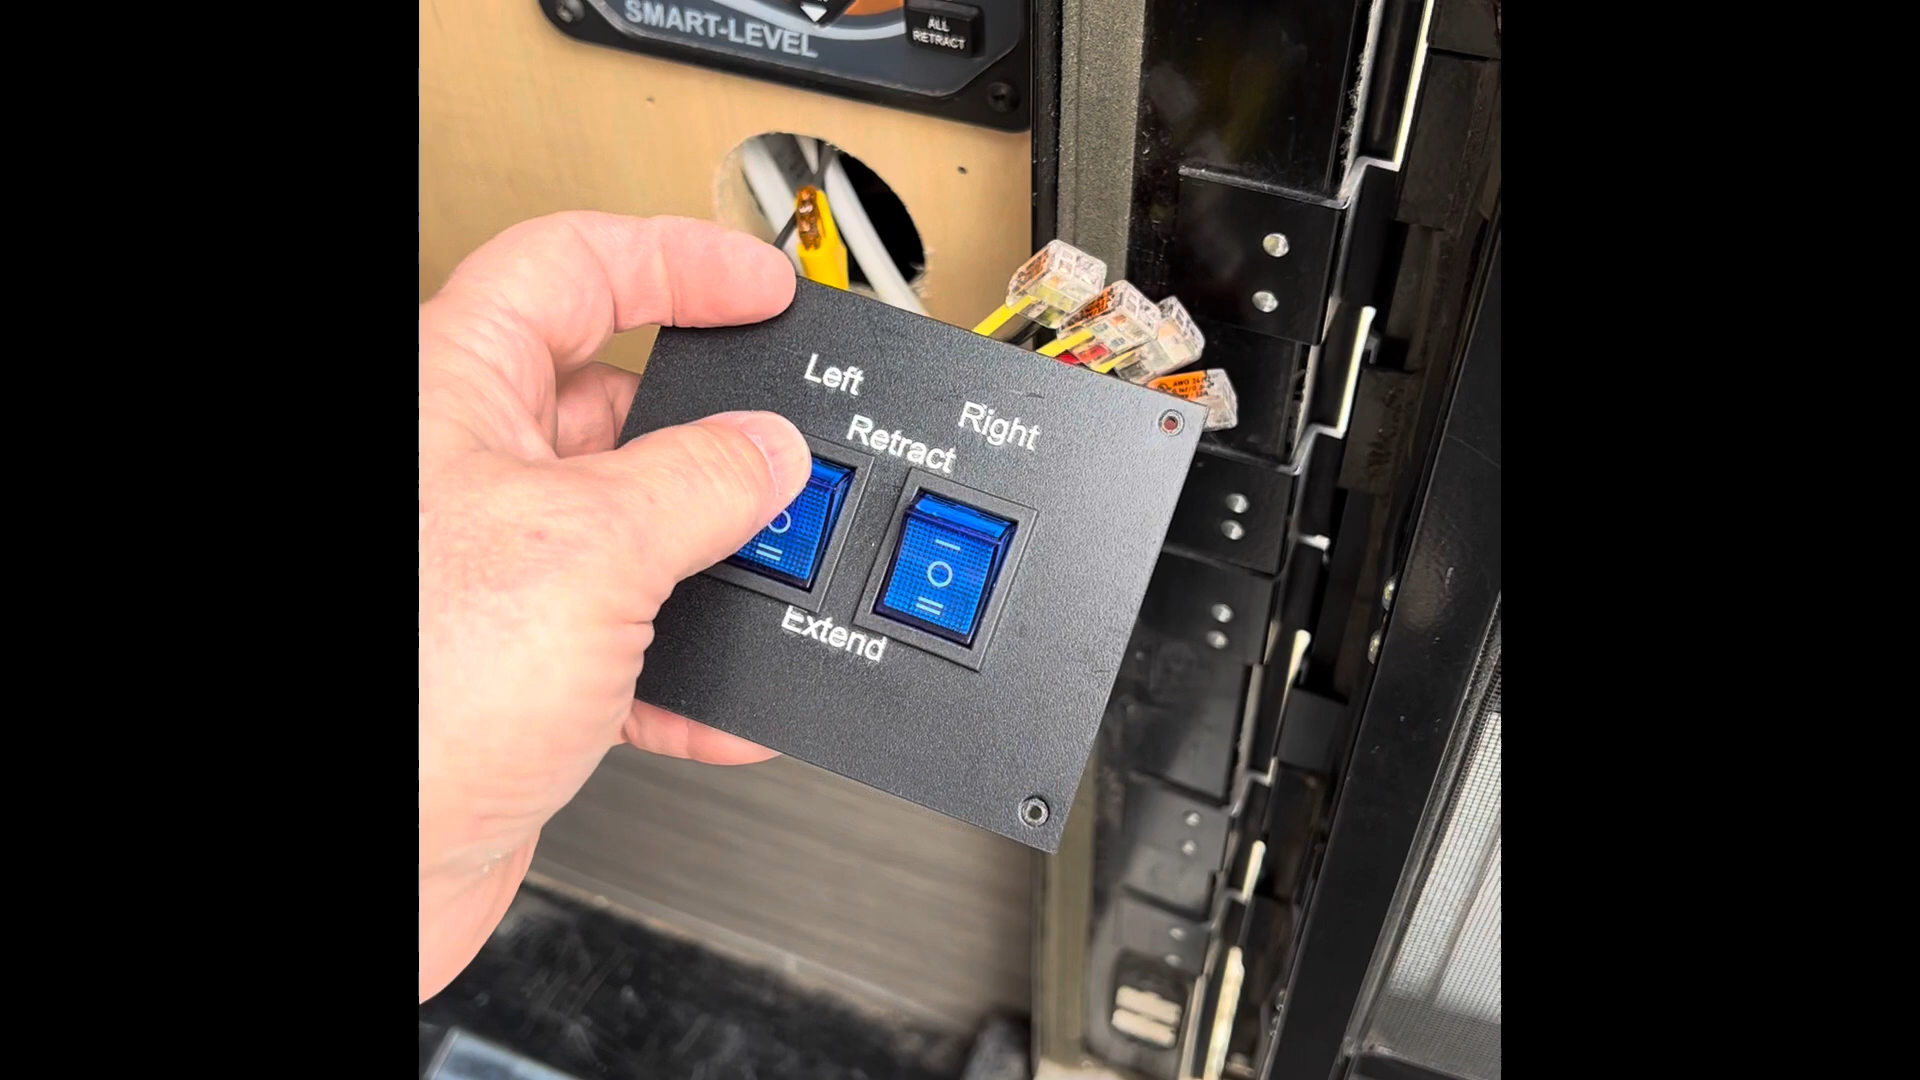 SMART-LEVEL
ALL
RETRACT
Left
Right
Retract
Extend